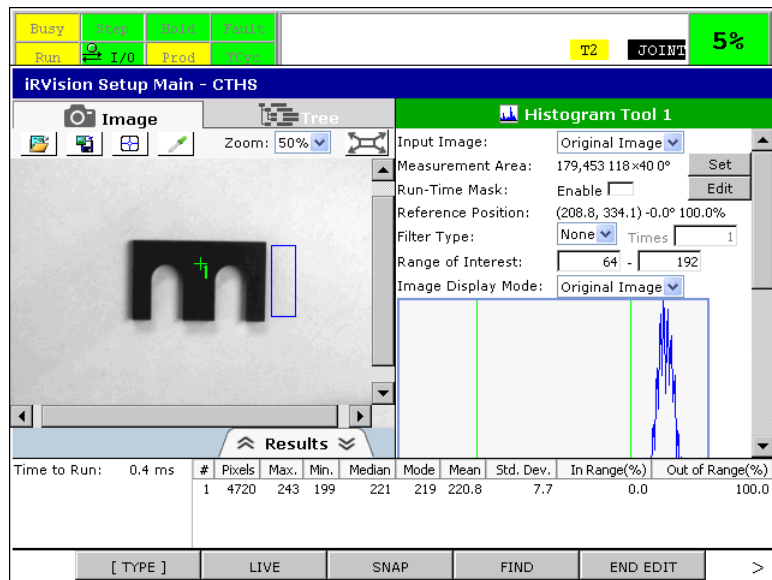 Busy Step Hold Fault
Run I/O Prod TCyc
T2 JOINT 5%
iRVision Setup Main - CTHS
Image Tree
Zoom: 50%
Histogram Tool 1
Input Image: Original Image
Measurement Area: 179,453 118×40 0° Set
Run-Time Mask: Enable Edit
Reference Position: (208.8, 334.1) -0.0° 100.0%
Filter Type: None Times 1
Range of Interest: 64 - 192
Image Display Mode: Original Image
1
Results
Time to Run: 0.4 ms
# Pixels Max. Min. Median Mode Mean Std. Dev. In Range(%) Out of Range(%)
1 4720 243 199 221 219 220.8 7.7 0.0 100.0
[ TYPE ] LIVE SNAP FIND END EDIT >